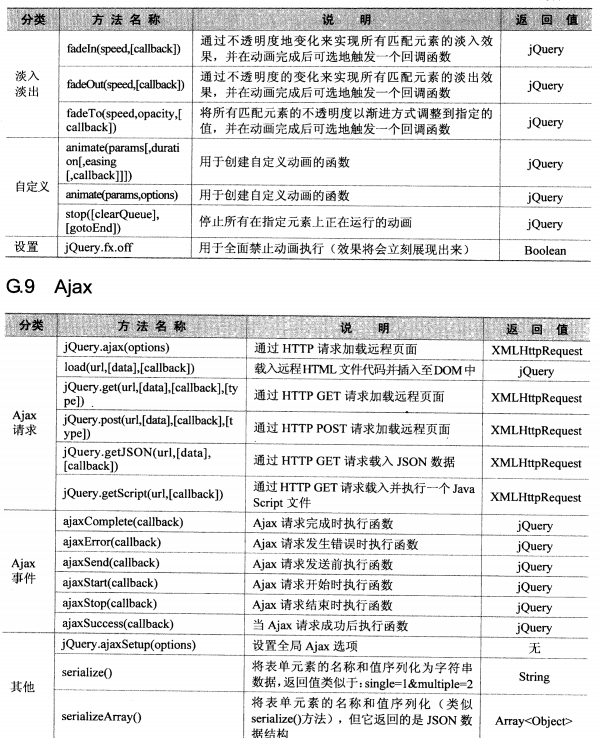 分类 方法名称 说明 返回值
淡入
淡出
fadeIn(speed,[callback])
通过不透明度地变化来实现所有匹配元素的淡入效
果，并在动画完成后可选地触发一个回调函数
jQuery
fadeOut(speed,[callback])
通过不透明度的变化来实现所有匹配元素的淡出效
果，并在动画完成后可选地触发一个回调函数
jQuery
fadeTo(speed,opacity,[
callback])
将所有匹配元素的不透明度以渐进方式调整到指定的
值，并在动画完成后可选地触发一个回调函数
jQuery
自定义
animate(params[,durati
on[,easing
[,callback]]])
用于创建自定义动画的函数
jQuery
animate(params,options)
用于创建自定义动画的函数
jQuery
stop([clearQueue],
[gotoEnd])
停止所有在指定元素上正在运行的动画
jQuery
设置
jQuery.fx.off
用于全面禁止动画执行（效果将会立刻展现出来）
Boolean
G.9 Ajax
分类 方法名称 说明 返回值
Ajax
请求
jQuery.ajax(options)
通过 HTTP 请求加载远程页面
XMLHttpRequest
load(url,[data],[callback])
载入远程 HTML 文件代码并插入至 DOM 中
jQuery
jQuery.get(url,[data],[callback],[ty
pe])
通过 HTTP GET 请求加载远程页面
XMLHttpRequest
jQuery.post(url,[data],[callback],[t
ype])
通过 HTTP POST 请求加载远程页面
XMLHttpRequest
jQuery.getJSON(url,[data],
[callback])
通过 HTTP GET 请求载入 JSON 数据
XMLHttpRequest
jQuery.getScript(url,[callback])
通过 HTTP GET 请求载入并执行一个 Java
Script 文件
XMLHttpRequest
Ajax
事件
ajaxComplete(callback)
Ajax 请求完成时执行函数
jQuery
ajaxError(callback)
Ajax 请求发生错误时执行函数
jQuery
ajaxSend(callback)
Ajax 请求发送前执行函数
jQuery
ajaxStart(callback)
Ajax 请求开始时执行函数
jQuery
ajaxStop(callback)
Ajax 请求结束时执行函数
jQuery
ajaxSuccess(callback)
当 Ajax 请求成功后执行函数
jQuery
其他
jQuery.ajaxSetup(options)
设置全局 Ajax 选项
无
serialize()
将表单元素的名称和值序列化为字符串
数据，返回值类似于：single=1&multiple=2
String
serializeArray()
将表单元素的名称和值序列化（类似
serialize()方法），但它返回的是 JSON 数
据结构
Array<Object>